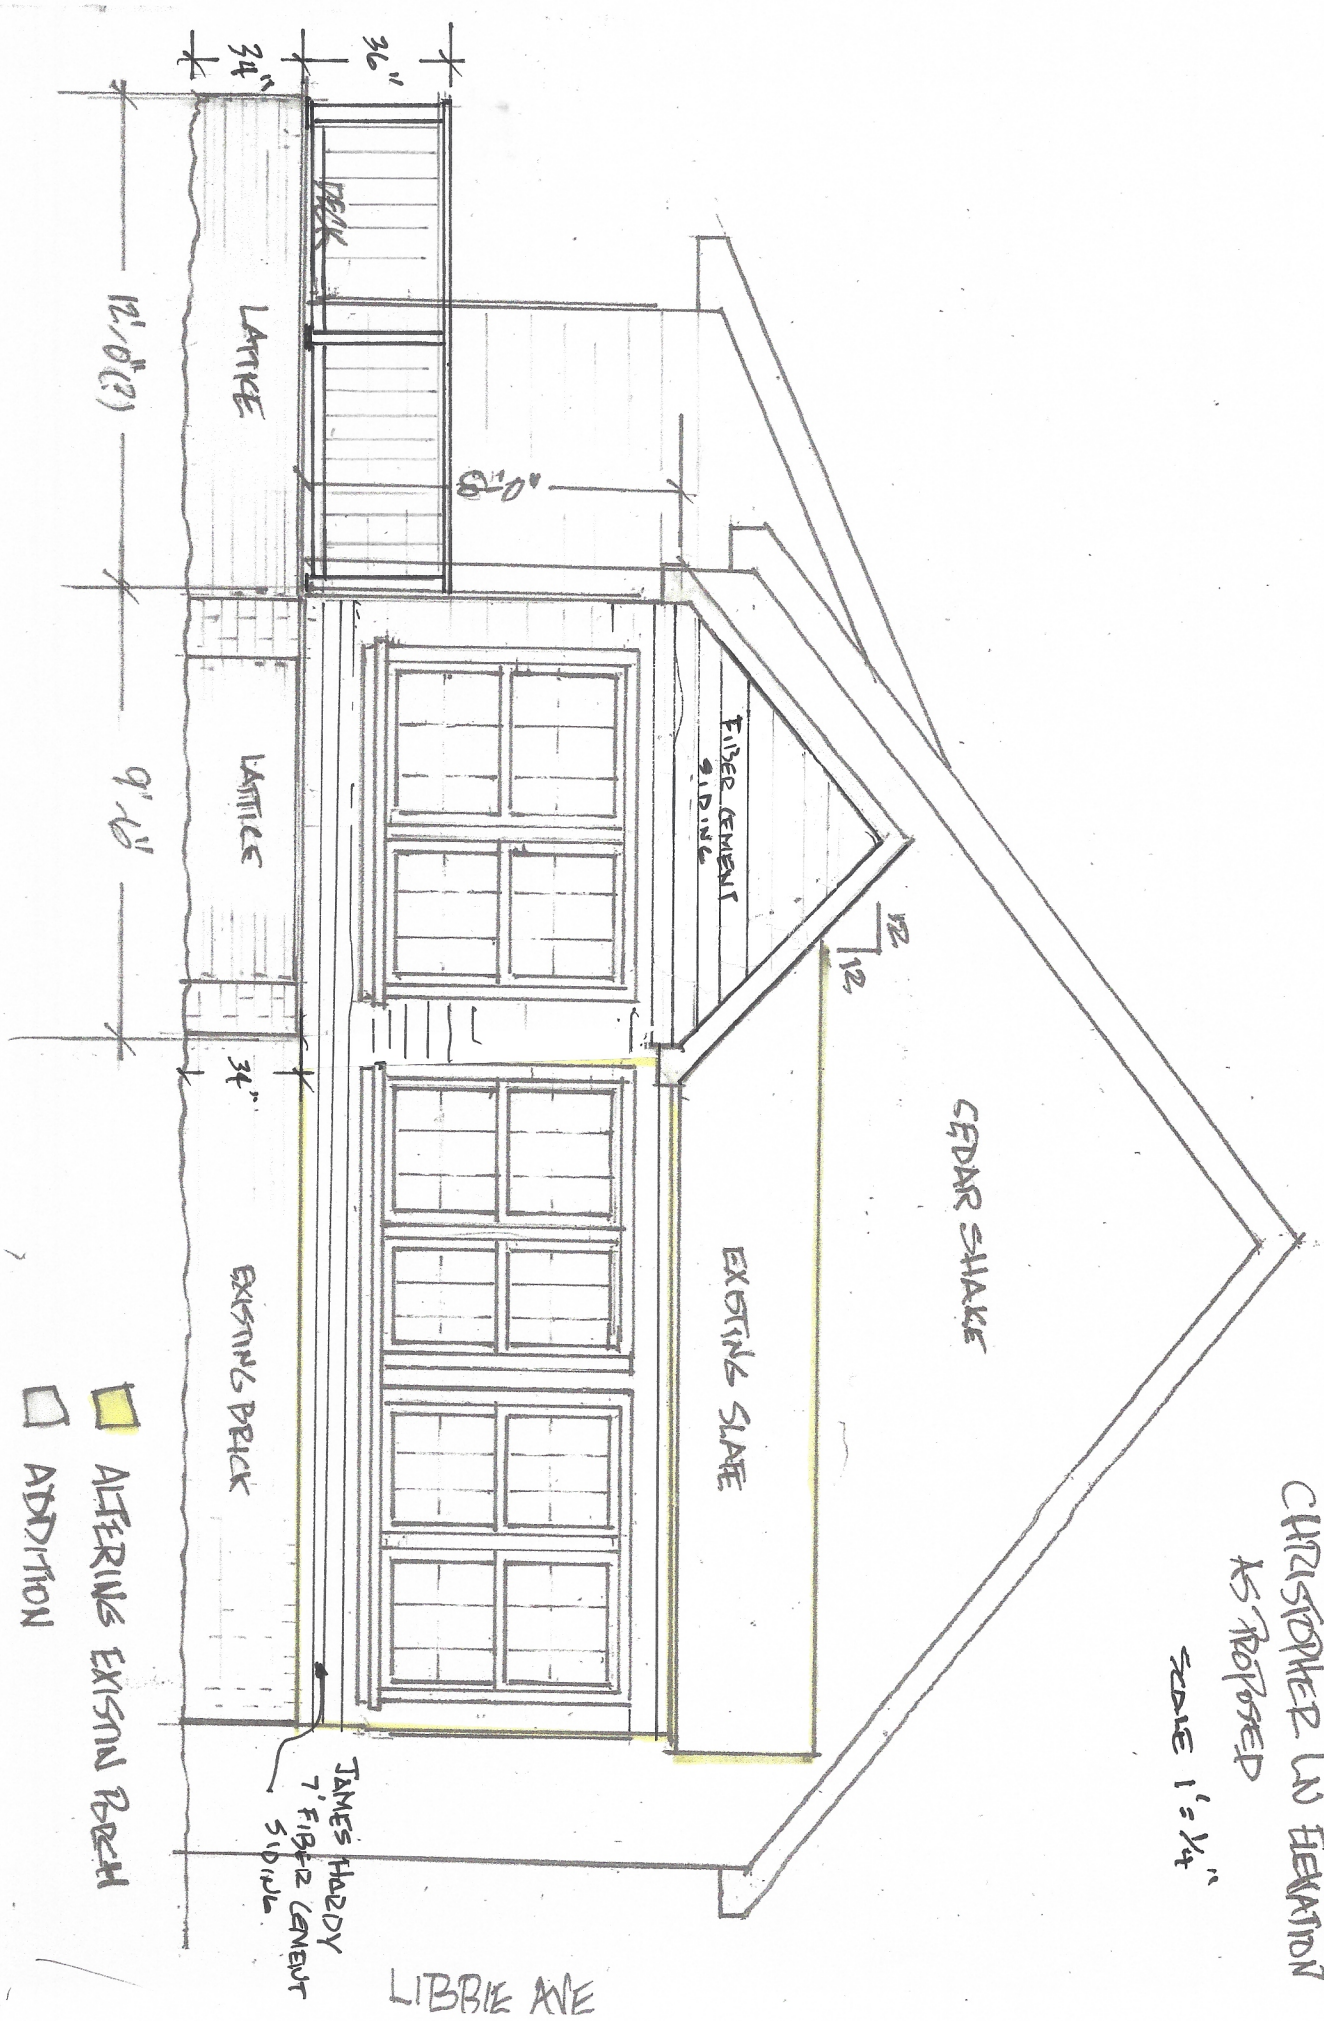 CHRISTOPHER LN ELEVATION
AS PROPOSED
SCALE 1' = 1/4"
12
12
CEDAR SHAKE
EXISTING SLATE
FIBER CEMENT
SIDING
8'-0"
36"
34"
DECK
LATTICE
LATTICE
34"
EXISTING BRICK
12'-0"(?)
9'-6"
JAMES HARDY
7" FIBER CEMENT
SIDING
LIBBIE AVE
ALTERING EXISTIN PORCH
ADDITION